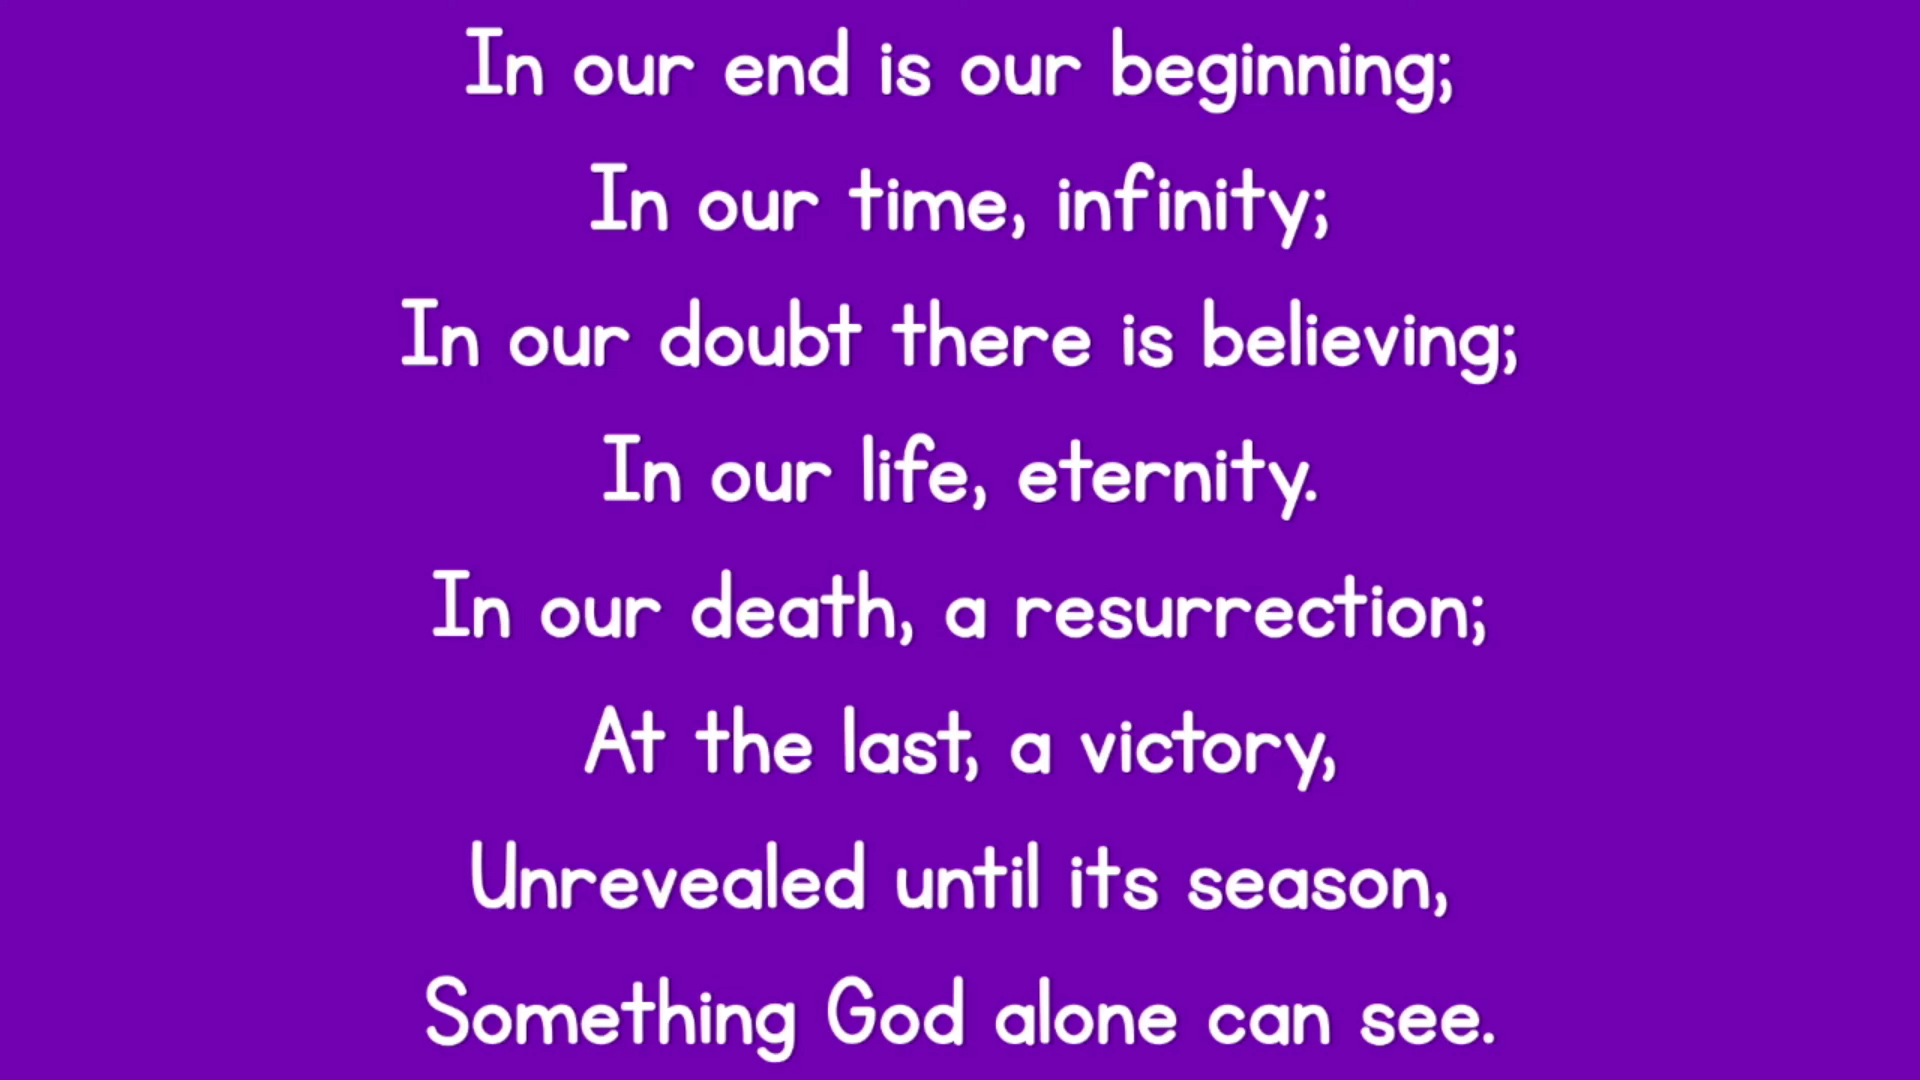 In our end is our beginning;
In our time, infinity;
In our doubt there is believing;
In our life, eternity.
In our death, a resurrection;
At the last, a victory,
Unrevealed until its season,
Something God alone can see.